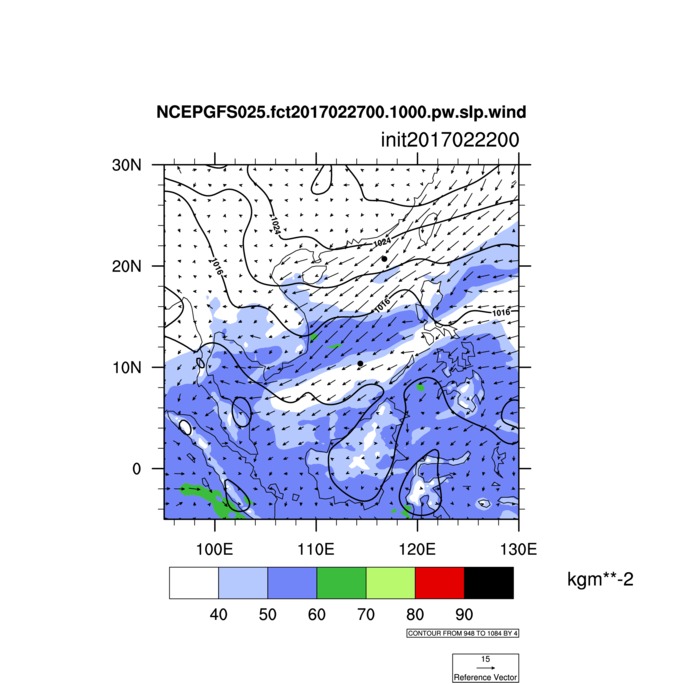 NCEPGFS025.fct2017022700.1000.pw.slp.wind
init2017022200
30N
20N
10N
0
1024
1024
1016
1016
1016
100E 110E 120E 130E
40 50 60 70 80 90
kgm**-2
CONTOUR FROM 948 TO 1084 BY 4
15
Reference Vector